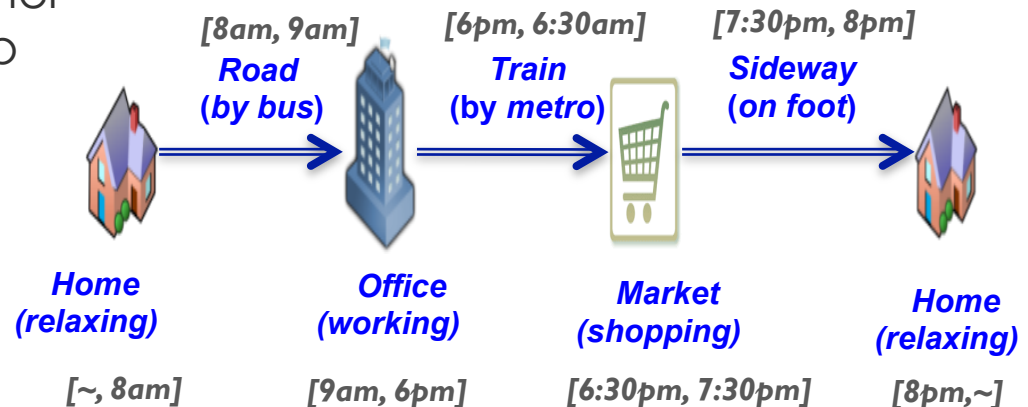 [8am, 9am]
[6pm, 6:30am]
[7:30pm, 8pm]
Road
(by bus)
Train
(by metro)
Sideway
(on foot)
Home
(relaxing)
Office
(working)
Market
(shopping)
Home
(relaxing)
[~, 8am]
[9am, 6pm]
[6:30pm, 7:30pm]
[8pm,~]